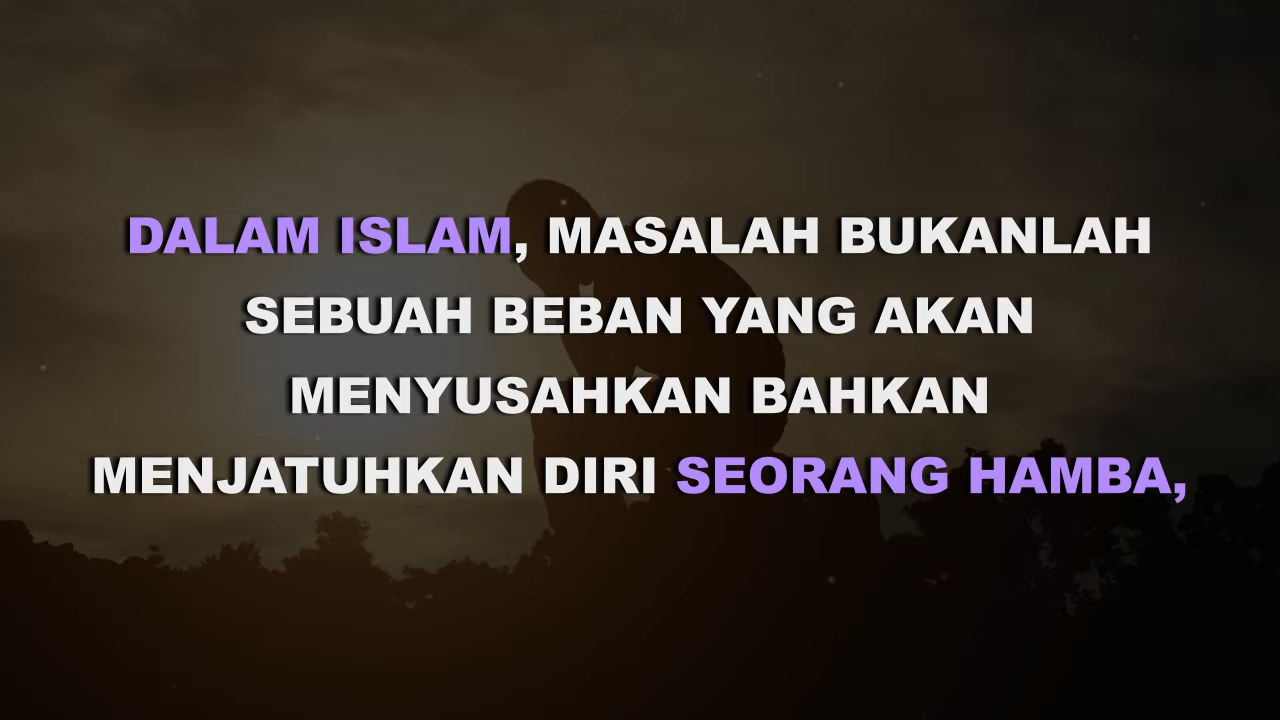 DALAM ISLAM, MASALAH BUKANLAH
SEBUAH BEBAN YANG AKAN
MENYUSAHKAN BAHKAN
MENJATUHKAN DIRI SEORANG HAMBA,